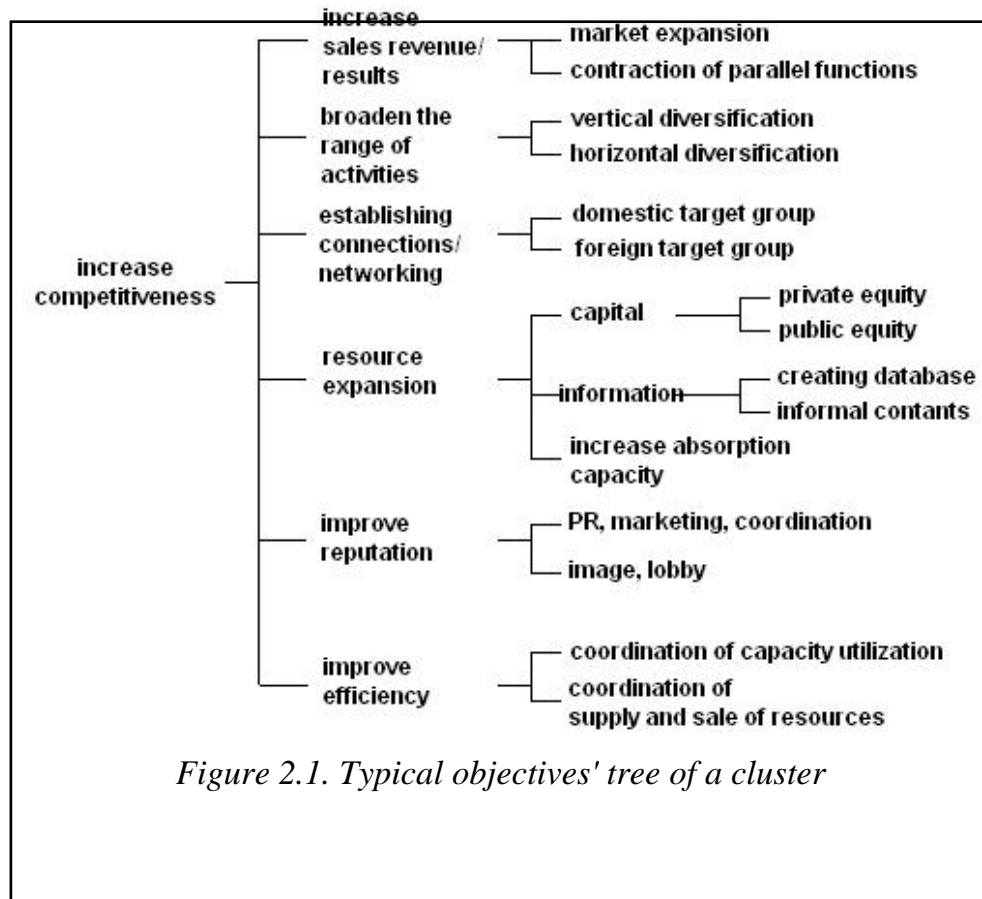 increase
sales revenue/
results
market expansion
contraction of parallel functions
broaden the
range of
activities
vertical diversification
horizontal diversification
establishing
connections/
networking
domestic target group
foreign target group
increase
competitiveness
resource
expansion
capital
private equity
public equity
information
creating database
informal contants
increase absorption
capacity
improve
reputation
PR, marketing, coordination
image, lobby
improve
efficiency
coordination of capacity utilization
coordination of
supply and sale of resources
Figure 2.1. Typical objectives' tree of a cluster